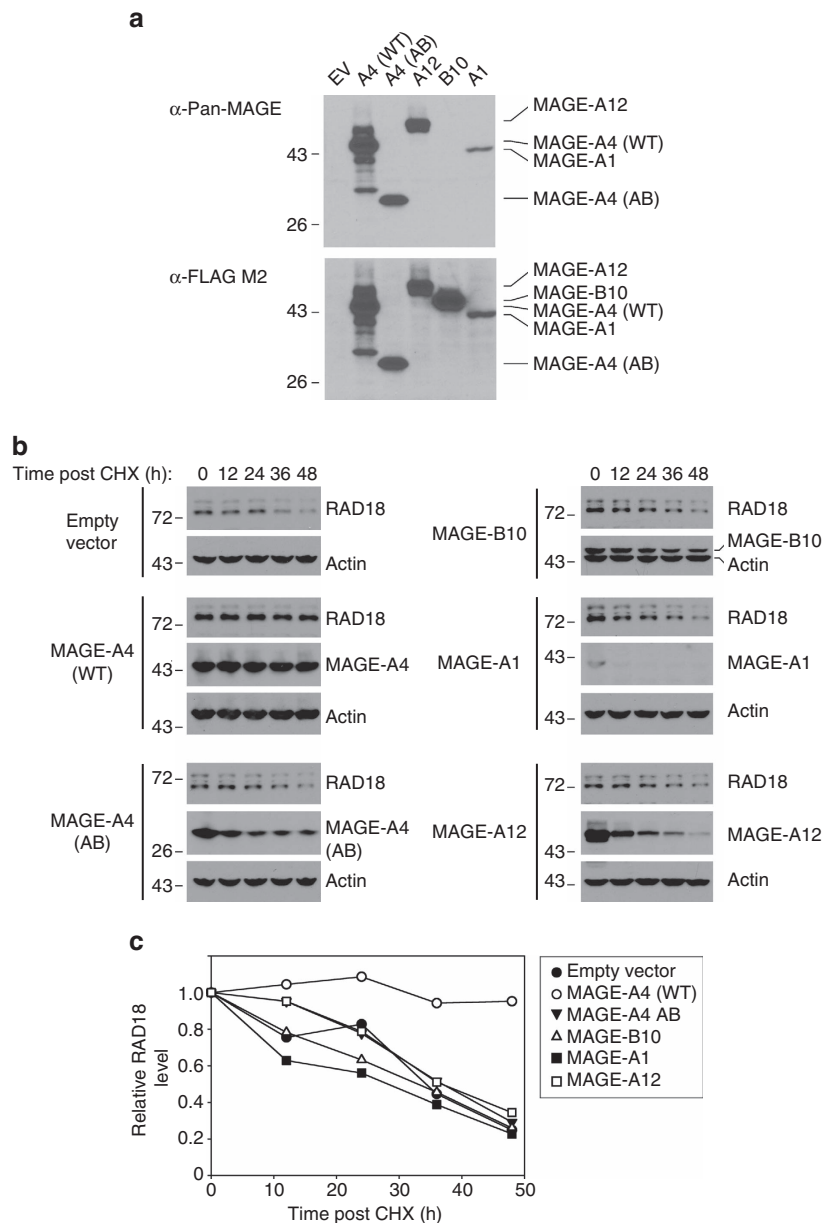 a
EV
A4 (WT)
A4 (AB)
A12
B10
A1
α-Pan-MAGE
43
26
MAGE-A12
MAGE-A4 (WT)
MAGE-A1
MAGE-A4 (AB)
α-FLAG M2
43
26
MAGE-A12
MAGE-B10
MAGE-A4 (WT)
MAGE-A1
MAGE-A4 (AB)
b
Time post CHX (h): 0 12 24 36 48
Empty
vector
72
RAD18
43
Actin
MAGE-A4
(WT)
72
RAD18
43
MAGE-A4
43
Actin
MAGE-A4
(AB)
72
RAD18
26
MAGE-A4
(AB)
43
Actin
0 12 24 36 48
MAGE-B10
72
RAD18
43
MAGE-B10
Actin
MAGE-A1
72
RAD18
43
MAGE-A1
43
Actin
MAGE-A12
72
RAD18
43
MAGE-A12
43
Actin
c
Relative RAD18
level
1.0
0.8
0.6
0.4
0.2
0
0 10 20 30 40 50
Time post CHX (h)
Empty vector
MAGE-A4 (WT)
MAGE-A4 AB
MAGE-B10
MAGE-A1
MAGE-A12